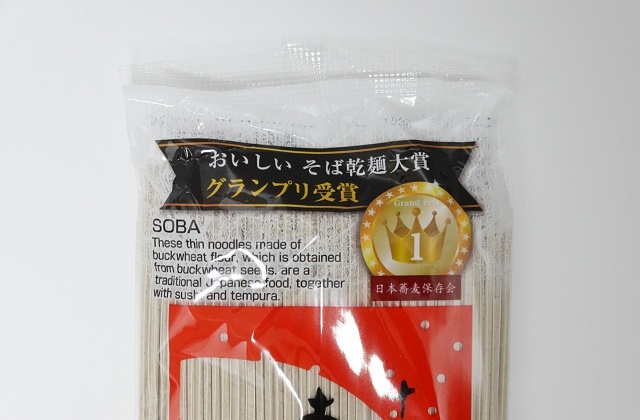 おいしい そば乾麺大賞
グランプリ受賞
SOBA
These thin noodles made of
buckwheat flour, which is obtained
from buckwheat seeds, are a
traditional Japanese food, together
with sushi and tempura.
Grand Prix
1
日本蕎麦保存会